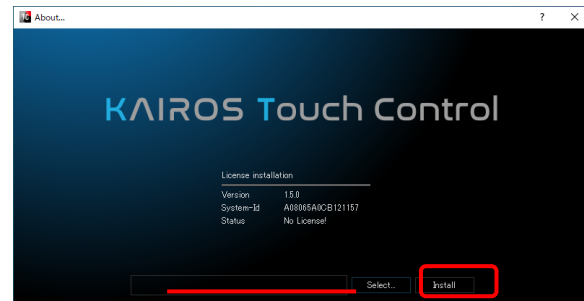 About...
KAIROS Touch Control
License installation
Version 1.5.0
System-Id A08065A0CB121157
Status No License!
Select.. Install